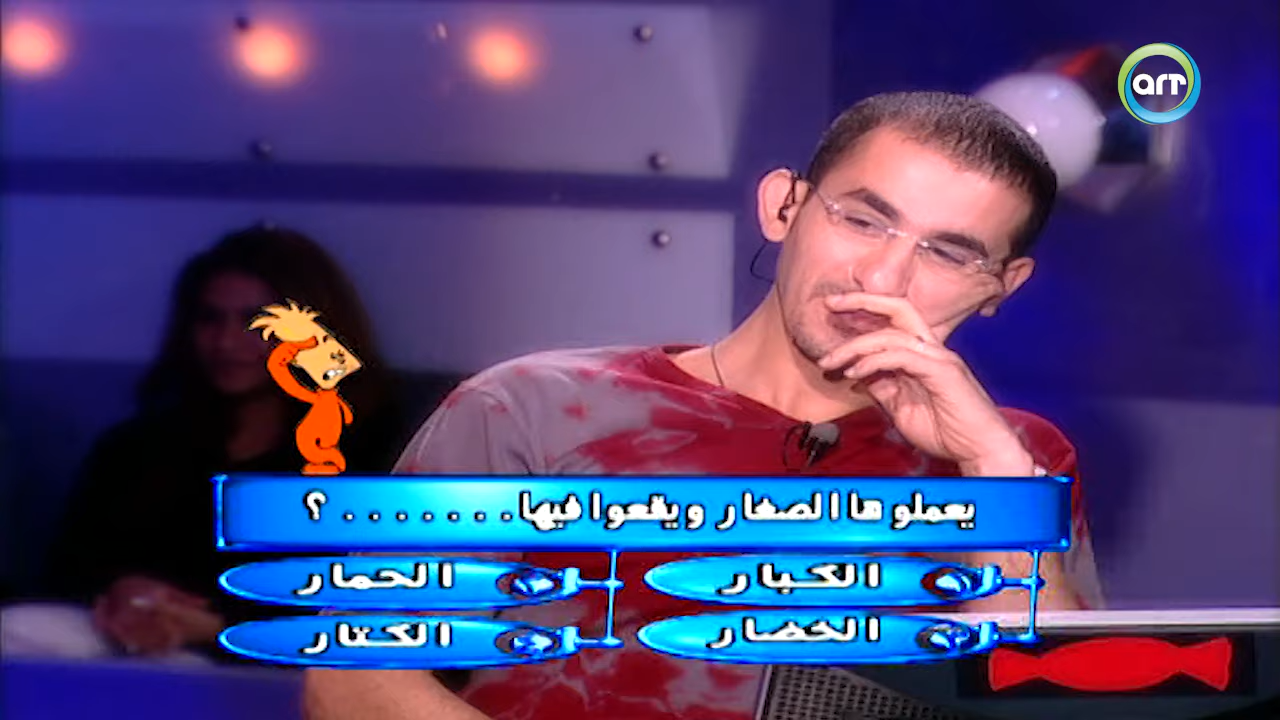 art
يعملوها الصغار ويقعوا فيها.......؟
الكبار
الحمار
الخضار
الكتار